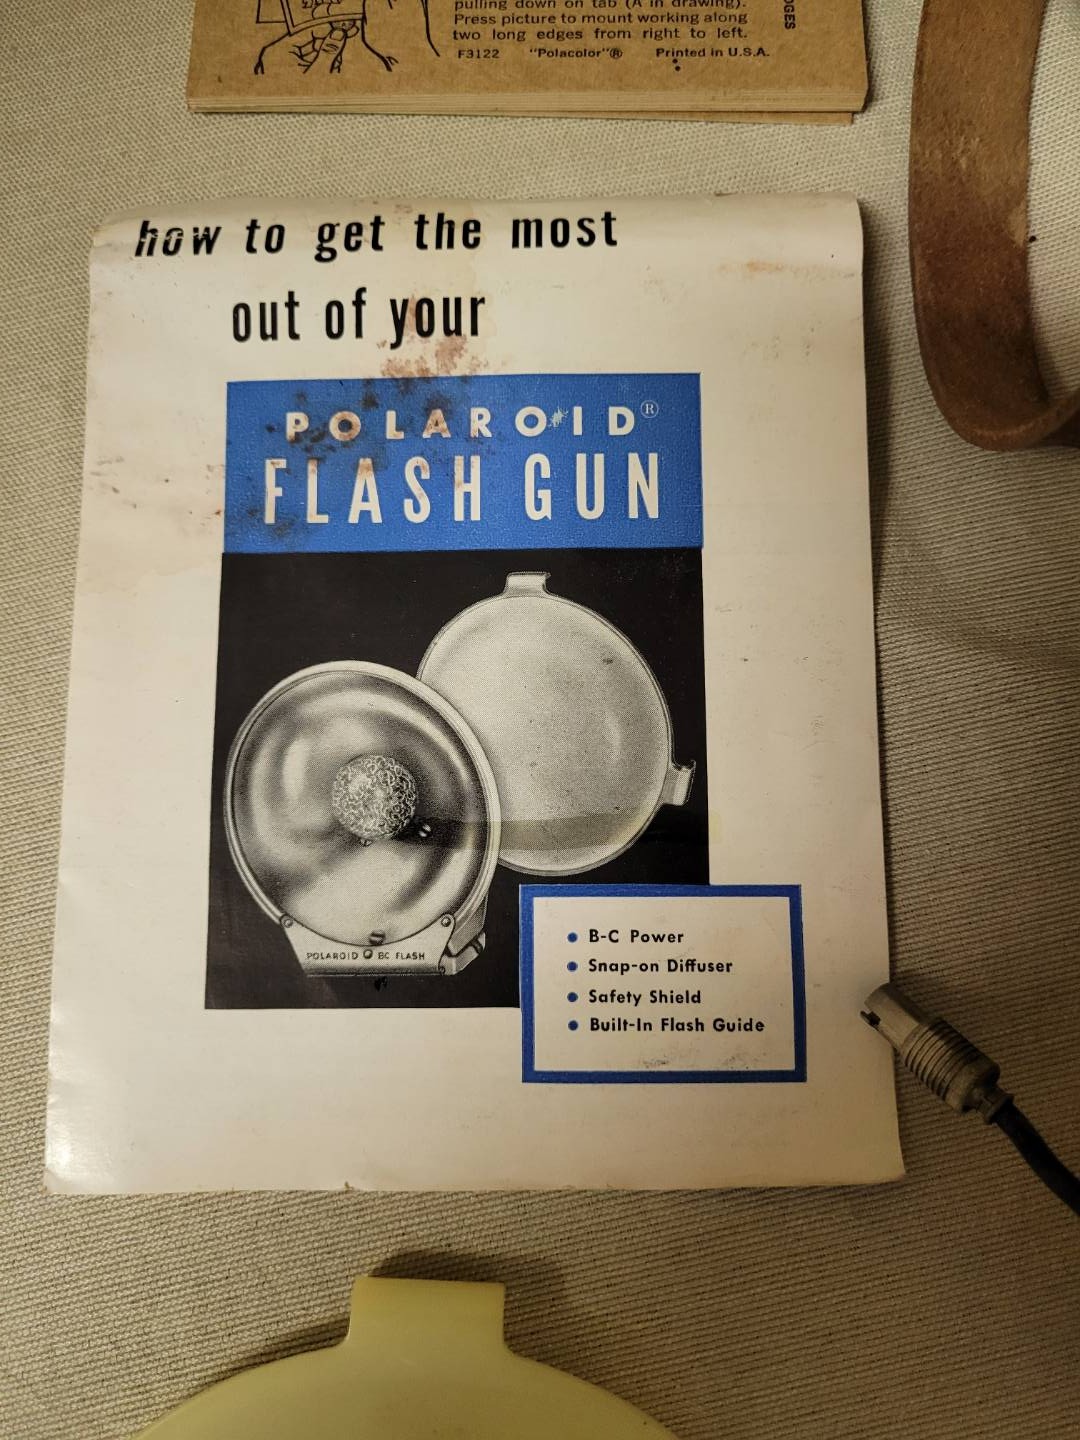 pulling down on tab (A in drawing).
Press picture to mount working along
two long edges from right to left.
F3122 "Polacolor"® Printed in U.S.A.
how to get the most
out of your
POLAROID®
FLASH GUN
POLAROID BC FLASH
• B-C Power
• Snap-on Diffuser
• Safety Shield
• Built-In Flash Guide